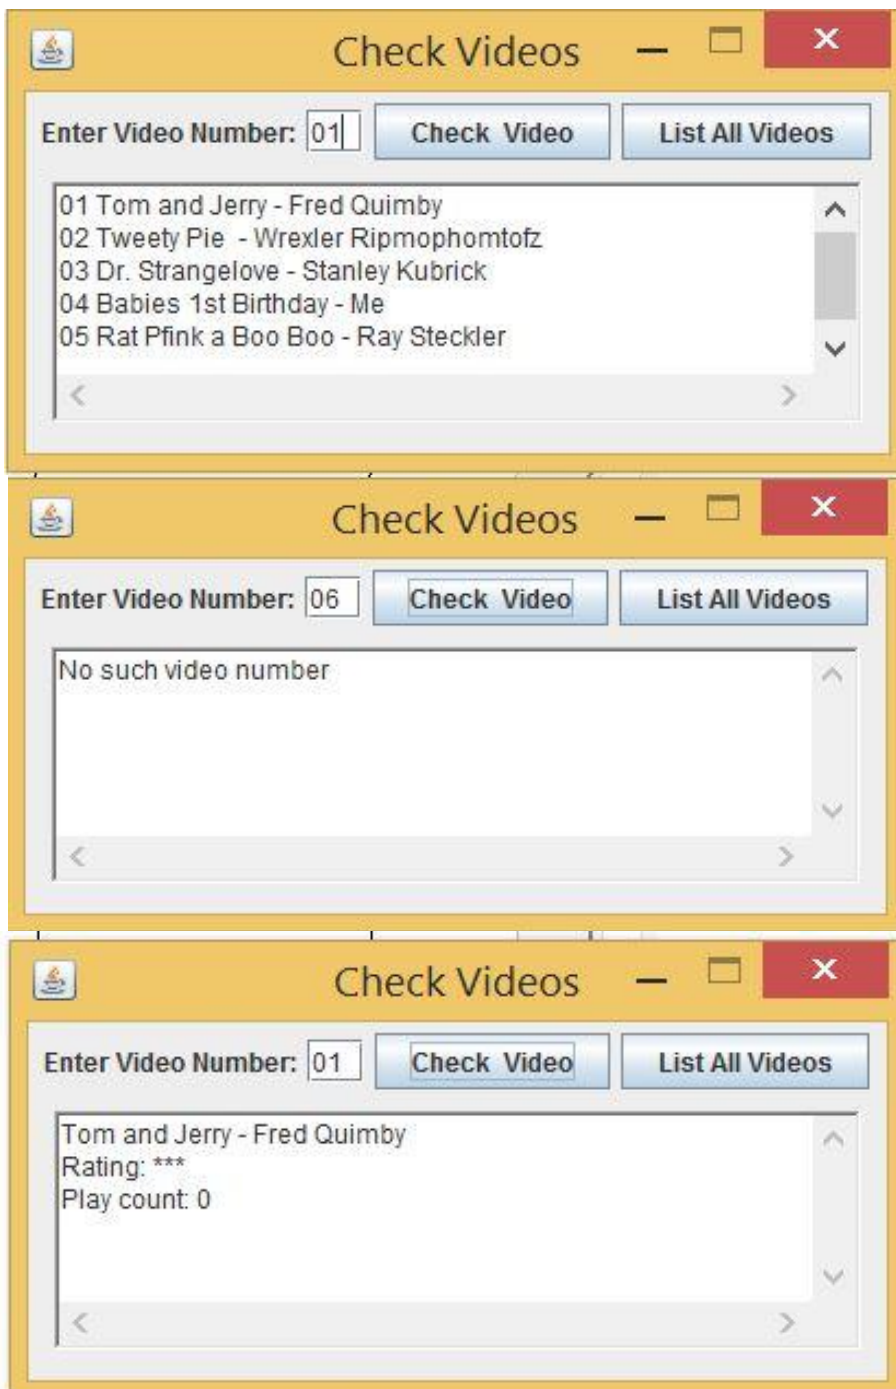 Check Videos
Enter Video Number: 01 Check Video List All Videos
01 Tom and Jerry - Fred Quimby
02 Tweety Pie - Wrexler Ripmophomtofz
03 Dr. Strangelove - Stanley Kubrick
04 Babies 1st Birthday - Me
05 Rat Pfink a Boo Boo - Ray Steckler
Check Videos
Enter Video Number: 06 Check Video List All Videos
No such video number
Check Videos
Enter Video Number: 01 Check Video List All Videos
Tom and Jerry - Fred Quimby
Rating: ***
Play count: 0